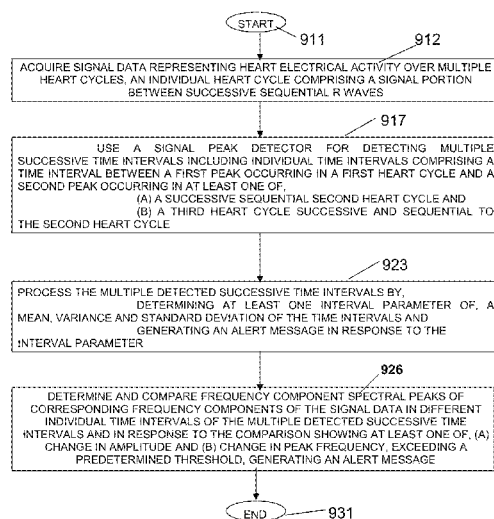 START
911
912
ACQUIRE SIGNAL DATA REPRESENTING HEART ELECTRICAL ACTIVITY OVER MULTIPLE
HEART CYCLES, AN INDIVIDUAL HEART CYCLE COMPRISING A SIGNAL PORTION
BETWEEN SUCCESSIVE SEQUENTIAL R WAVES
917
USE A SIGNAL PEAK DETECTOR FOR DETECTING MULTIPLE
SUCCESSIVE TIME INTERVALS INCLUDING INDIVIDUAL TIME INTERVALS COMPRISING A
TIME INTERVAL BETWEEN A FIRST PEAK OCCURRING IN A FIRST HEART CYCLE AND A
SECOND PEAK OCCURRING IN AT LEAST ONE OF,
(A) A SUCCESSIVE SEQUENTIAL SECOND HEART CYCLE AND
(B) A THIRD HEART CYCLE SUCCESSIVE AND SEQUENTIAL TO
THE SECOND HEART CYCLE
923
PROCESS THE MULTIPLE DETECTED SUCCESSIVE TIME INTERVALS BY,
DETERMINING AT LEAST ONE INTERVAL PARAMETER OF, A
MEAN, VARIANCE AND STANDARD DEVIATION OF THE TIME INTERVALS AND
GENERATING AN ALERT MESSAGE IN RESPONSE TO THE
INTERVAL PARAMETER
926
DETERMINE AND COMPARE FREQUENCY COMPONENT SPECTRAL PEAKS OF
CORRESPONDING FREQUENCY COMPONENTS OF THE SIGNAL DATA IN DIFFERENT
INDIVIDUAL TIME INTERVALS OF THE MULTIPLE DETECTED SUCCESSIVE TIME
INTERVALS AND IN RESPONSE TO THE COMPARISON SHOWING AT LEAST ONE OF, (A)
CHANGE IN AMPLITUDE AND (B) CHANGE IN PEAK FREQUENCY, EXCEEDING A
PREDETERMINED THRESHOLD, GENERATING AN ALERT MESSAGE
END
931